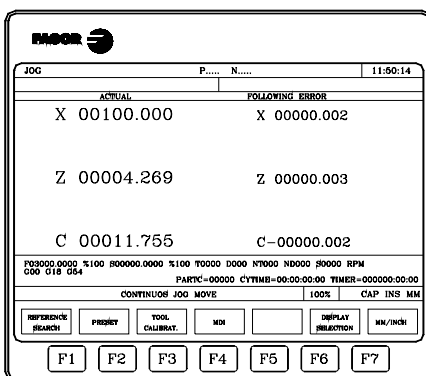 FAGOR
JOG P..... N..... 11:50:14
ACTUAL FOLLOWING ERROR
X 00100.000 X 00000.002
Z 00004.269 Z 00000.003
C 00011.755 C-00000.002
F03000.0000 %100 S00000.0000 %100 T0000 D000 NT000 ND000 S0000 RPM
G00 G18 G54
PARTC=00000 CYTIME=00:00:00:00 TIMER=000000:00:00
CONTINUOS JOG MOVE 100% CAP INS MM
REFERENCE SEARCH
PRESET
TOOL CALIBRAT.
MDI
DISPLAY SELECTION
MM/INCH
F1 F2 F3 F4 F5 F6 F7